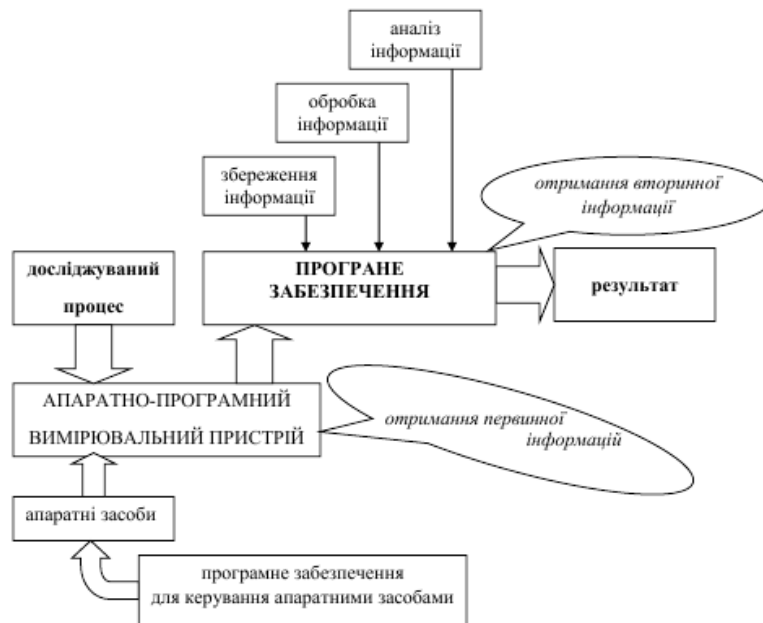 аналіз
інформації
обробка
інформації
збереження
інформації
отримання вторинної
інформації
досліджуваний
процес
ПРОГРАНЕ
ЗАБЕЗПЕЧЕННЯ
результат
АПАРАТНО-ПРОГРАМНИЙ
ВИМІРЮВАЛЬНИЙ ПРИСТРІЙ
отримання первинної
інформацій
апаратні засоби
програмне забезпечення
для керування апаратними засобами